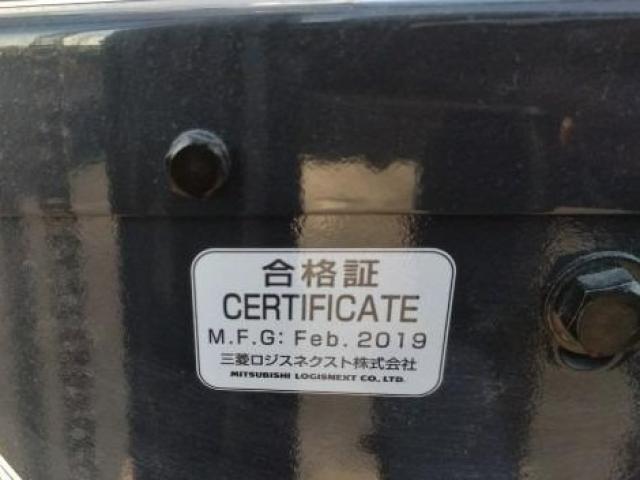 合格証
CERTIFICATE
M.F.G: Feb. 2019
三菱ロジスネクスト株式会社
MITSUBISHI LOGISNEXT CO., LTD.